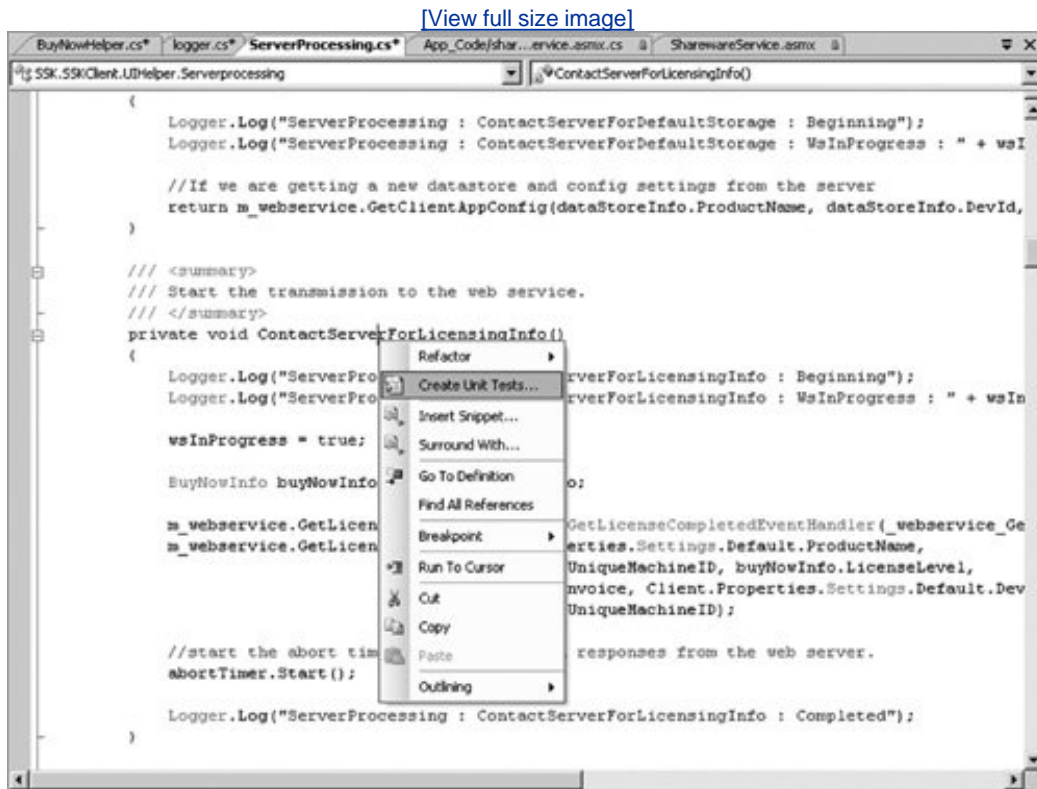 [View full size image]
BuyNowHelper.cs* logger.cs* ServerProcessing.cs* App_Code/shar...ervice.asmx.cs SharewareService.asmx
SSK.SSKClient.UIHelper.Serverprocessing ContactServerForLicensingInfo()
{
Logger.Log("ServerProcessing : ContactServerForDefaultStorage : Beginning");
Logger.Log("ServerProcessing : ContactServerForDefaultStorage : WsInProgress : " + wsI
//If we are getting a new datastore and config settings from the server
return m_webservice.GetClientAppConfig(dataStoreInfo.ProductName, dataStoreInfo.DevId,
}
/// <summary>
/// Start the transmission to the web service.
/// </summary>
private void ContactServerForLicensingInfo()
{
Refactor
Logger.Log("ServerPro Create Unit Tests... rverForLicensingInfo : Beginning");
Logger.Log("ServerPro rverForLicensingInfo : WsInProgress : " + wsIn
Insert Snippet...
wsInProgress = true; Surround With...
BuyNowInfo buyNowInfo Go To Definition o;
Find All References
m_webservice.GetLicen GetLicenseCompletedEventHandler(_webservice_Ge
m_webservice.GetLicen Breakpoint erties.Settings.Default.ProductName,
Run To Cursor UniqueMachineID, buyNowInfo.LicenseLevel,
Cut nvoice, Client.Properties.Settings.Default.Dev
UniqueMachineID);
Copy
//start the abort tim Paste responses from the web server.
abortTimer.Start();
Outlining
Logger.Log("ServerProcessing : ContactServerForLicensingInfo : Completed");
}